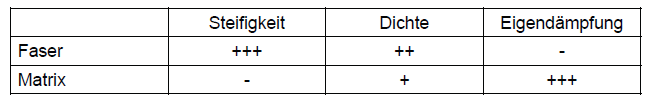 Steifigkeit Dichte Eigendämpfung
Faser +++ ++ -
Matrix - + +++